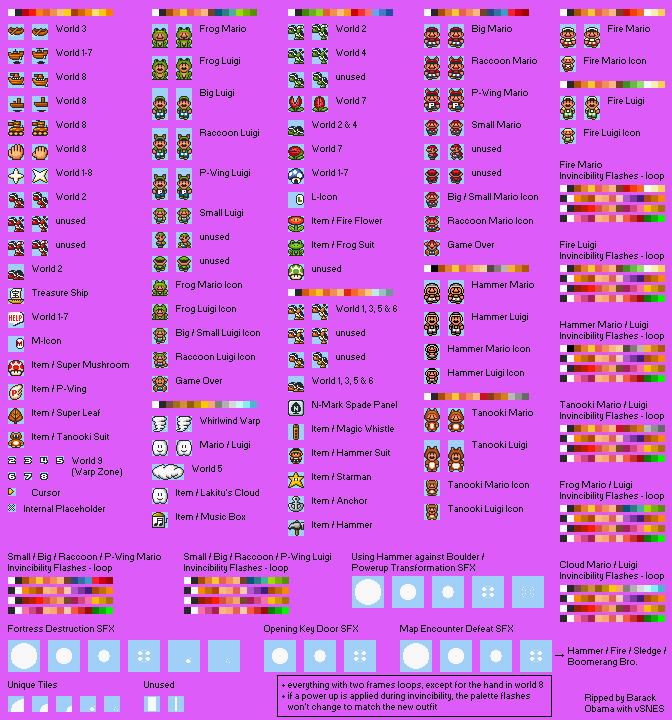 World 3
World 1-7
World 8
World 8
World 8
World 8
World 1-8
World 2
unused
unused
World 2
Treasure Ship
HELP!
World 1-7
M
M-Icon
Item / Super Mushroom
P
Item / P-Wing
Item / Super Leaf
Item / Tanooki Suit
2 3 4 5
6 7 8
World 9
(Warp Zone)
Cursor
Internal Placeholder
Frog Mario
Frog Luigi
Big Luigi
Raccoon Luigi
P-Wing Luigi
Small Luigi
unused
unused
Frog Mario Icon
Frog Luigi Icon
Big / Small Luigi Icon
Raccoon Luigi Icon
Game Over
Whirlwind Warp
Mario / Luigi
World 5
Item / Lakitu's Cloud
Item / Music Box
World 2
World 4
unused
World 7
World 2 & 4
World 7
World 1-7
L
L-Icon
Item / Fire Flower
Item / Frog Suit
unused
World 1, 3, 5 & 6
unused
unused
World 1, 3, 5 & 6
N
N-Mark Spade Panel
Item / Magic Whistle
Item / Hammer Suit
Item / Starman
Item / Anchor
Item / Hammer
Big Mario
Raccoon Mario
P-Wing Mario
Small Mario
unused
unused
Big / Small Mario Icon
Raccoon Mario Icon
Game Over
Hammer Mario
Hammer Luigi
Hammer Mario Icon
Hammer Luigi Icon
Tanooki Mario
Tanooki Luigi
Tanooki Mario Icon
Tanooki Luigi Icon
Fire Mario
Fire Mario Icon
Fire Luigi
Fire Luigi Icon
Fire Mario
Invincibility Flashes - loop
Fire Luigi
Invincibility Flashes - loop
Hammer Mario / Luigi
Invincibility Flashes - loop
Tanooki Mario / Luigi
Invincibility Flashes - loop
Frog Mario / Luigi
Invincibility Flashes - loop
Cloud Mario / Luigi
Invincibility Flashes - loop
Small / Big / Raccoon / P-Wing Mario
Invincibility Flashes - loop
Small / Big / Raccoon / P-Wing Luigi
Invincibility Flashes - loop
Using Hammer against Boulder /
Powerup Transformation SFX
Fortress Destruction SFX
Opening Key Door SFX
Map Encounter Defeat SFX
→ Hammer / Fire / Sledge /
Boomerang Bro.
Unique Tiles
Unused
• everything with two frames loops, except for the hand in world 8
• if a power up is applied during invincibility, the palette flashes
won't change to match the new outfit
Ripped by Barack
Obama with vSNES